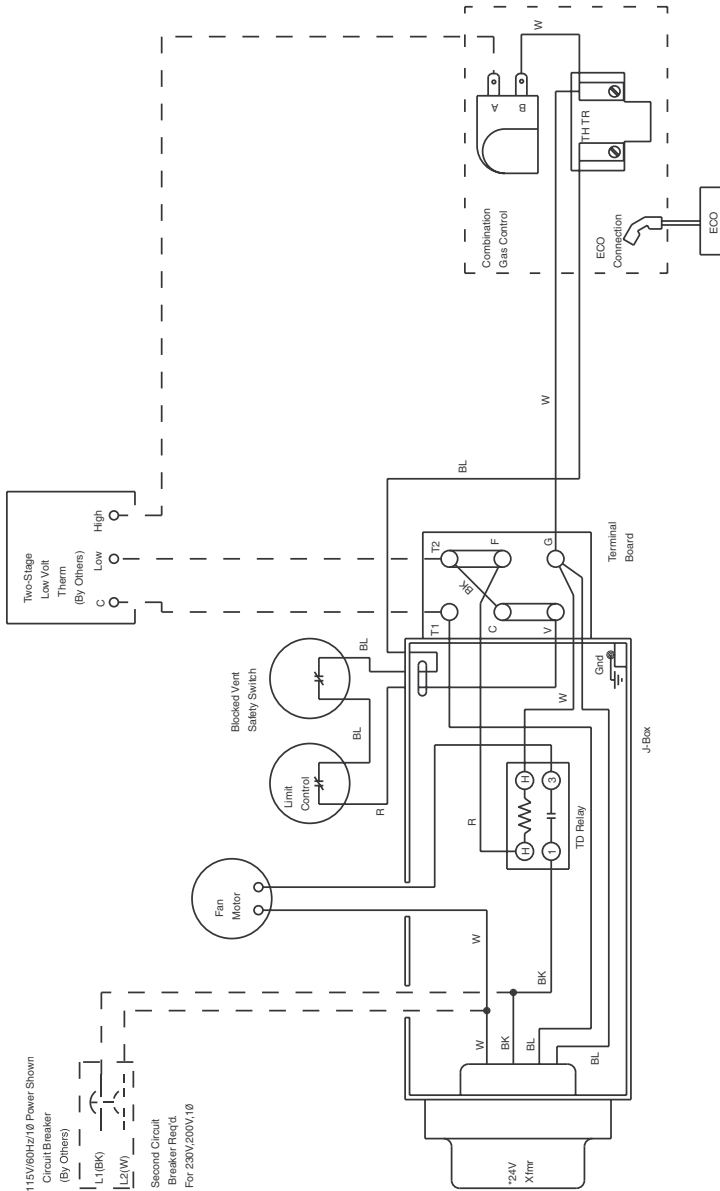 115V/60Hz/1Ø Power Shown
Circuit Breaker
(By Others)
L1(BK)
L2(W)
Second Circuit
Breaker Req'd.
For 230V,200V,1Ø
Fan
Motor
Limit
Control
Blocked Vent
Safety Switch
BL
BL
R
Two-Stage
Low Volt
Therm
(By Others)
C
Low
High
*24V
Xfmr
W
BK
BL
BL
W
BK
R
H
H
1
3
TD Relay
W
Gnd
J-Box
T1
T2
BK
C
F
V
G
Terminal
Board
BL
W
Combination
Gas Control
A
B
W
TH TR
ECO
Connection
ECO